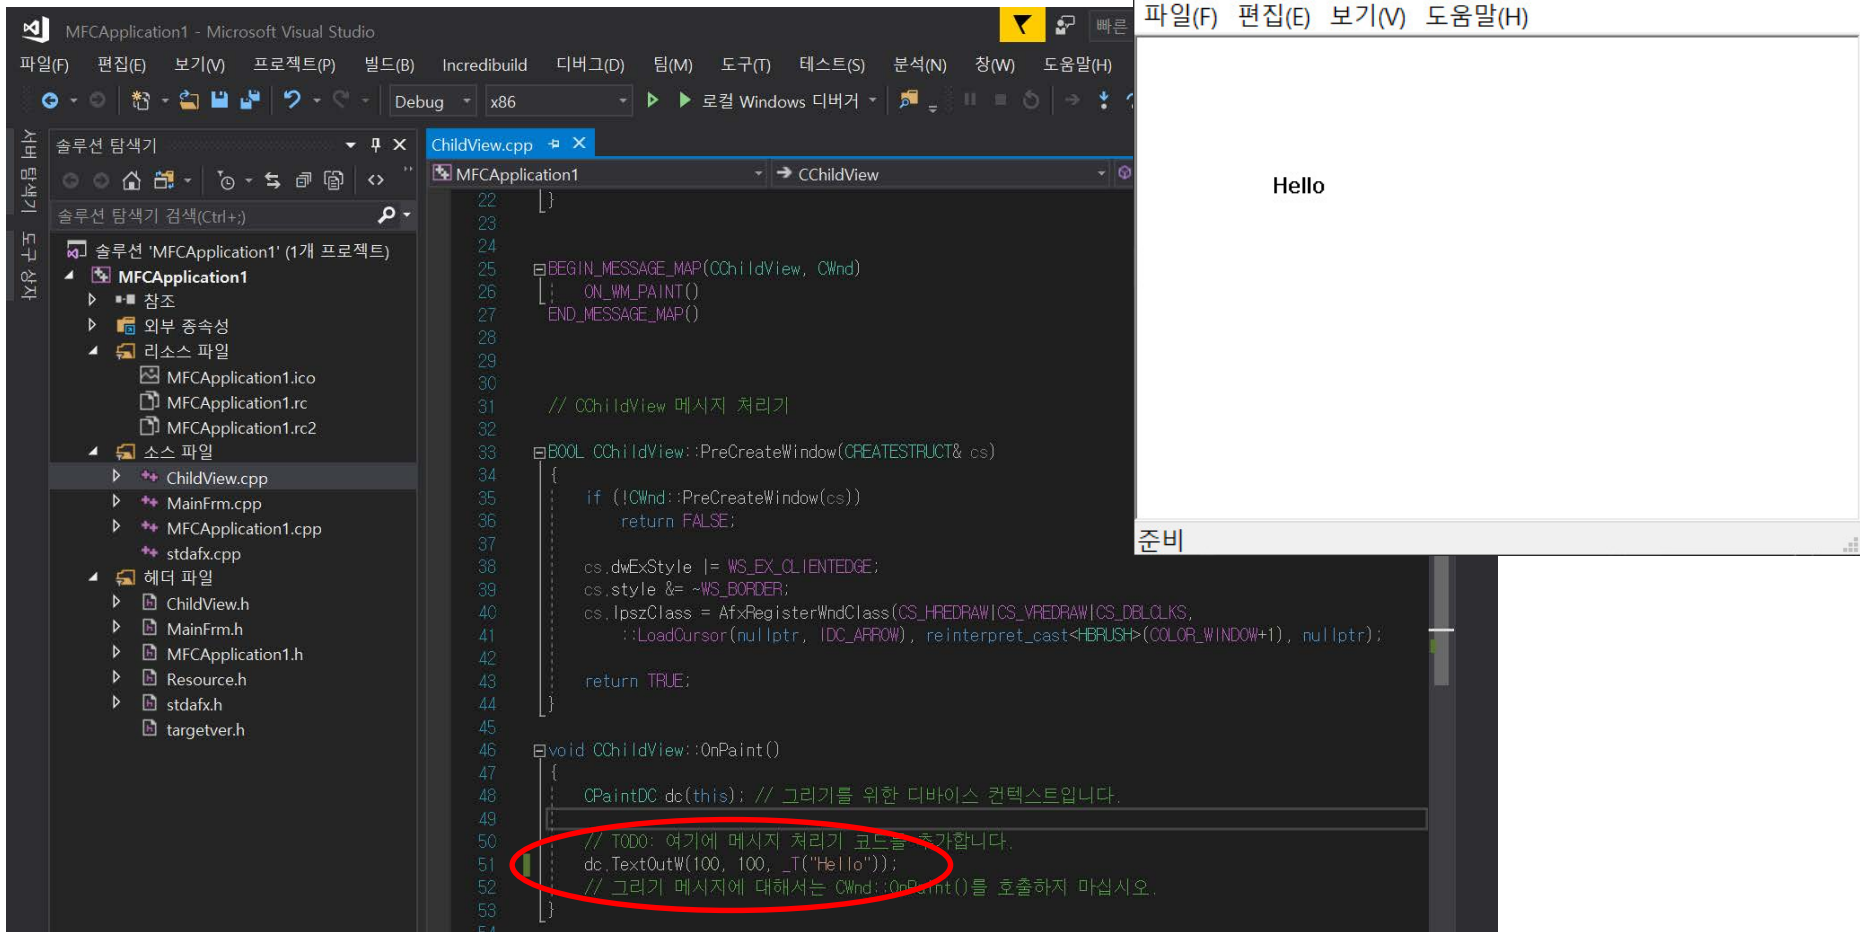 MFCApplication1 - Microsoft Visual Studio
빠른
파일(F) 편집(E) 보기(V) 프로젝트(P) 빌드(B) Incredibuild 디버그(D) 팀(M) 도구(T) 테스트(S) 분석(N) 창(W) 도움말(H)
Debug x86 로컬 Windows 디버거
서버 탐색기
도구 상자
솔루션 탐색기
솔루션 탐색기 검색(Ctrl+;)
솔루션 'MFCApplication1' (1개 프로젝트)
MFCApplication1
참조
외부 종속성
리소스 파일
MFCApplication1.ico
MFCApplication1.rc
MFCApplication1.rc2
소스 파일
ChildView.cpp
MainFrm.cpp
MFCApplication1.cpp
stdafx.cpp
헤더 파일
ChildView.h
MainFrm.h
MFCApplication1.h
Resource.h
stdafx.h
targetver.h
ChildView.cpp
MFCApplication1 CChildView
22 }
23
24
25 BEGIN_MESSAGE_MAP(CChildView, CWnd)
26 ON_WM_PAINT()
27 END_MESSAGE_MAP()
28
29
30
31 // CChildView 메시지 처리기
32
33 BOOL CChildView::PreCreateWindow(CREATESTRUCT& cs)
34 {
35 if (!CWnd::PreCreateWindow(cs))
36 return FALSE;
37
38 cs.dwExStyle |= WS_EX_CLIENTEDGE;
39 cs.style &= ~WS_BORDER;
40 cs.lpszClass = AfxRegisterWndClass(CS_HREDRAW|CS_VREDRAW|CS_DBLCLKS,
41 ::LoadCursor(nullptr, IDC_ARROW), reinterpret_cast<HBRUSH>(COLOR_WINDOW+1), nullptr);
42
43 return TRUE;
44 }
45
46 void CChildView::OnPaint()
47 {
48 CPaintDC dc(this); // 그리기를 위한 디바이스 컨텍스트입니다.
49
50 // TODO: 여기에 메시지 처리기 코드를 추가합니다.
51 dc.TextOutW(100, 100, _T("Hello"));
52 // 그리기 메시지에 대해서는 CWnd::OnPaint()를 호출하지 마십시오.
53 }
54
파일(F) 편집(E) 보기(V) 도움말(H)
Hello
준비